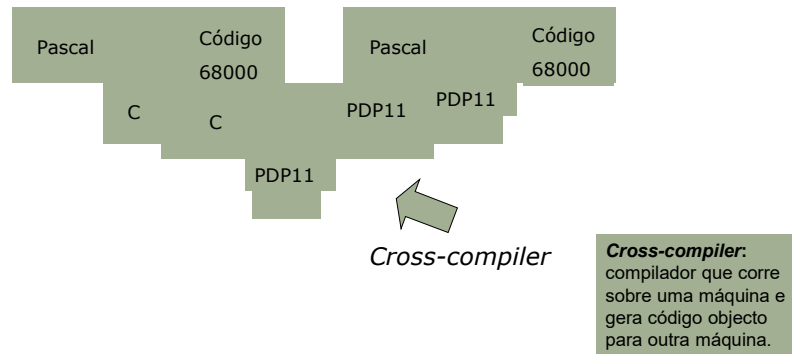 Pascal
Código
68000
Pascal
Código
68000
C
C
PDP11
PDP11
PDP11
Cross-compiler
Cross-compiler:
compilador que corre
sobre uma máquina e
gera código objecto
para outra máquina.